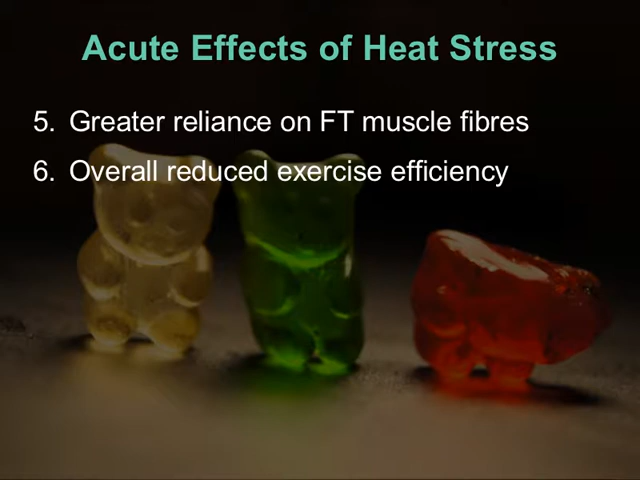 Acute Effects of Heat Stress
5. Greater reliance on FT muscle fibres
6. Overall reduced exercise efficiency